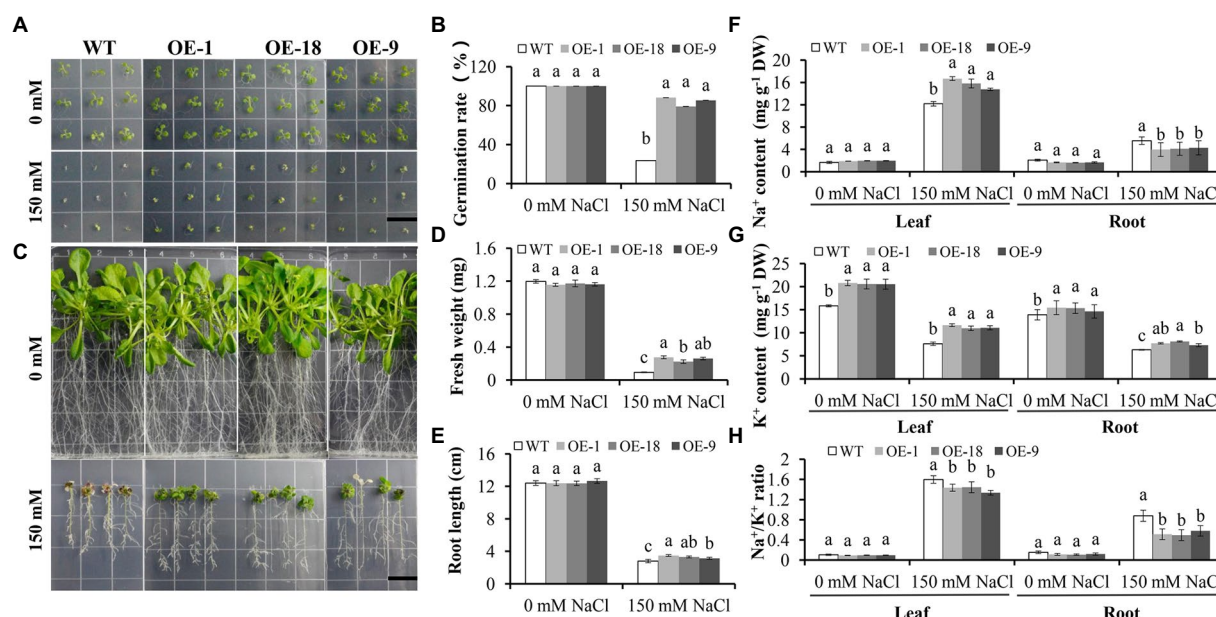 A
WT OE-1 OE-18 OE-9
0 mM
150 mM
B
WT OE-1 OE-18 OE-9
Germination rate ( % )
120
80
40
0
a a a a
b a a a
0 mM NaCl 150 mM NaCl
C
0 mM
150 mM
D
WT OE-1 OE-18 OE-9
Fresh weight (mg)
1.6
1.2
0.8
0.4
0
a a a a
c a b ab
0 mM NaCl 150 mM NaCl
E
WT OE-1 OE-18 OE-9
Root length (cm)
16
12
8
4
0
a a a a
c a ab b
0 mM NaCl 150 mM NaCl
F
WT OE-1 OE-18 OE-9
Na⁺ content (mg g⁻¹ DW)
20
16
12
8
4
0
a a a a
b a a a
a a a a
a b b b
0 mM NaCl 150 mM NaCl 0 mM NaCl 150 mM NaCl
Leaf Root
G
WT OE-1 OE-18 OE-9
K⁺ content (mg g⁻¹ DW)
25
20
15
10
5
0
b a a a
b a a a
b a a a
c ab a b
0 mM NaCl 150 mM NaCl 0 mM NaCl 150 mM NaCl
Leaf Root
H
WT OE-1 OE-18 OE-9
Na⁺/K⁺ ratio
2
1.6
1.2
0.8
0.4
0
a a a a
a b b b
a a a a
a b b b
0 mM NaCl 150 mM NaCl 0 mM NaCl 150 mM NaCl
Leaf Root